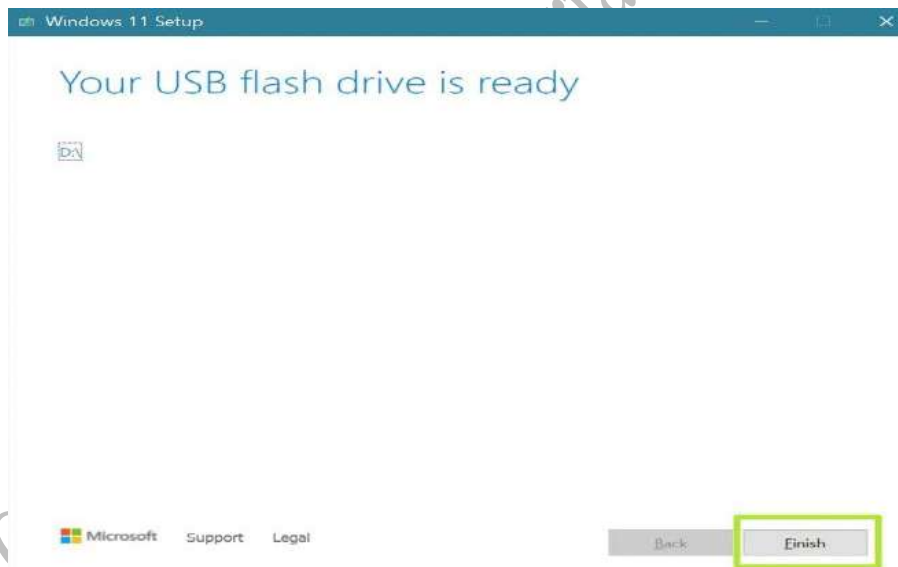 Windows 11 Setup
Your USB flash drive is ready
D:\
Microsoft Support Legal
Back Finish